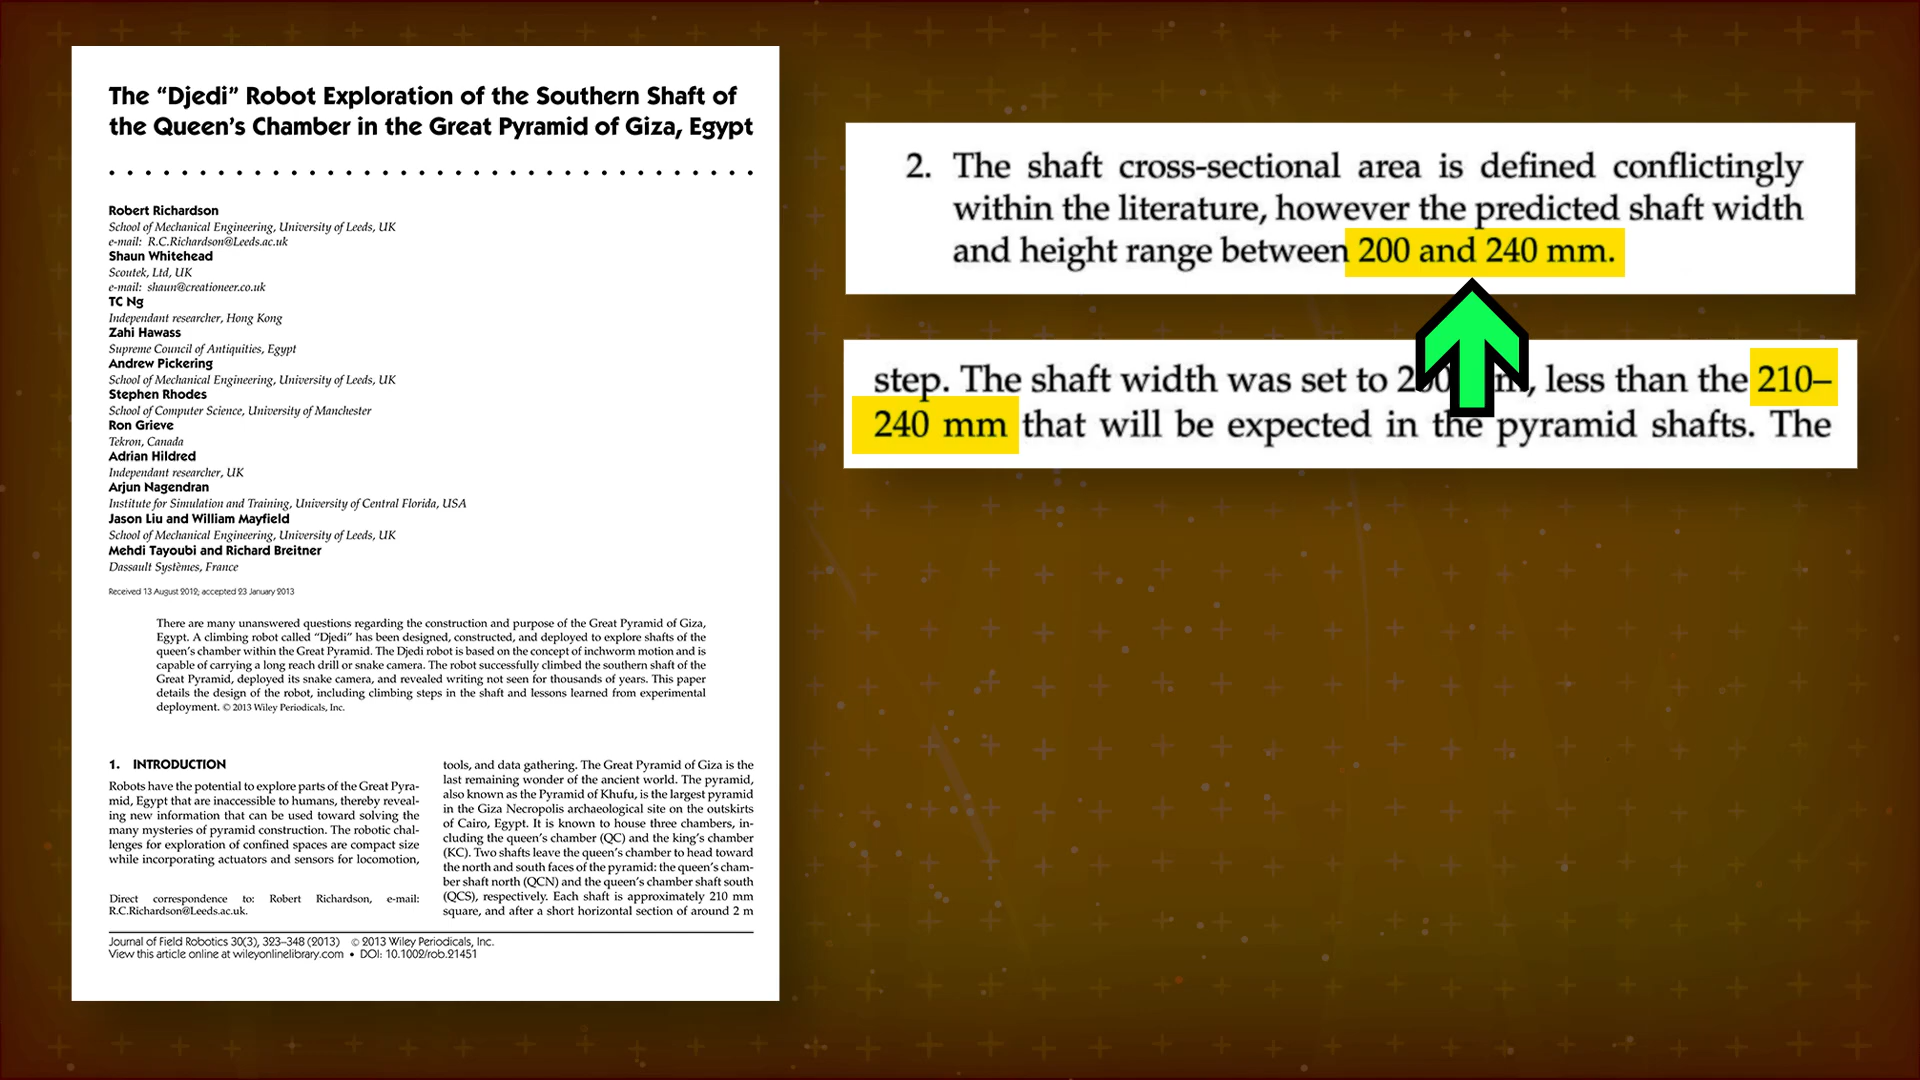 The “Djedi” Robot Exploration of the Southern Shaft of
the Queen’s Chamber in the Great Pyramid of Giza, Egypt
Robert Richardson
School of Mechanical Engineering, University of Leeds, UK
e-mail: R.C.Richardson@Leeds.ac.uk
Shaun Whitehead
Scoutek, Ltd, UK
e-mail: shaun@creationeer.co.uk
TC Ng
Independant researcher, Hong Kong
Zahi Hawass
Supreme Council of Antiquities, Egypt
Andrew Pickering
School of Mechanical Engineering, University of Leeds, UK
Stephen Rhodes
School of Computer Science, University of Manchester
Ron Grieve
Tekron, Canada
Adrian Hildred
Independant researcher, UK
Arjun Nagendran
Institute for Simulation and Training, University of Central Florida, USA
Jason Liu and William Mayfield
School of Mechanical Engineering, University of Leeds, UK
Mehdi Tayoubi and Richard Breitner
Dassault Systèmes, France
Received 13 August 2012; accepted 23 January 2013
There are many unanswered questions regarding the construction and purpose of the Great Pyramid of Giza,
Egypt. A climbing robot called “Djedi” has been designed, constructed, and deployed to explore shafts of the
queen’s chamber within the Great Pyramid. The Djedi robot is based on the concept of inchworm motion and is
capable of carrying a long reach drill or snake camera. The robot successfully climbed the southern shaft of the
Great Pyramid, deployed its snake camera, and revealed writing not seen for thousands of years. This paper
details the design of the robot, including climbing steps in the shaft and lessons learned from experimental
deployment. © 2013 Wiley Periodicals, Inc.
1. INTRODUCTION
Robots have the potential to explore parts of the Great Pyra-
mid, Egypt that are inaccessible to humans, thereby reveal-
ing new information that can be used toward solving the
many mysteries of pyramid construction. The robotic chal-
lenges for exploration of confined spaces are compact size
while incorporating actuators and sensors for locomotion,
Direct correspondence to: Robert Richardson, e-mail:
R.C.Richardson@Leeds.ac.uk.
tools, and data gathering. The Great Pyramid of Giza is the
last remaining wonder of the ancient world. The pyramid,
also known as the Pyramid of Khufu, is the largest pyramid
in the Giza Necropolis archaeological site on the outskirts
of Cairo, Egypt. It is known to house three chambers, in-
cluding the queen’s chamber (QC) and the king’s chamber
(KC). Two shafts leave the queen’s chamber to head toward
the north and south faces of the pyramid: the queen’s cham-
ber shaft north (QCN) and the queen’s chamber shaft south
(QCS), respectively. Each shaft is approximately 210 mm
square, and after a short horizontal section of around 2 m
Journal of Field Robotics 30(3), 323–348 (2013) © 2013 Wiley Periodicals, Inc.
View this article online at wileyonlinelibrary.com • DOI: 10.1002/rob.21451
2. The shaft cross-sectional area is defined conflictingly
within the literature, however the predicted shaft width
and height range between 200 and 240 mm.
step. The shaft width was set to less than the 210–
240 mm that will be expected in the pyramid shafts. The